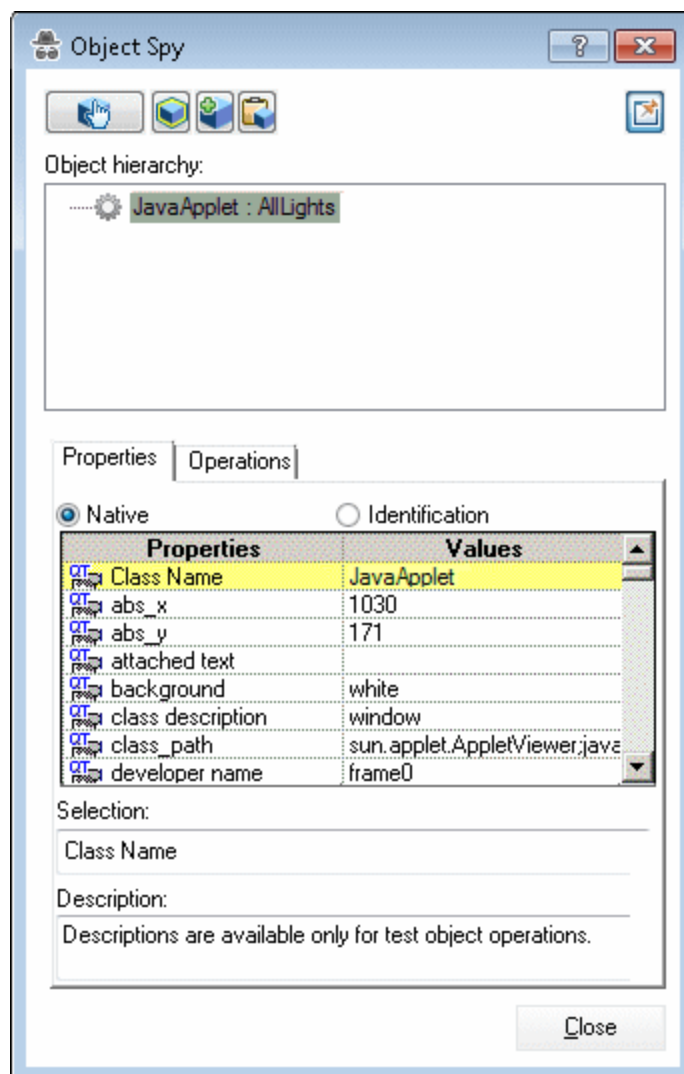 Object Spy
Object hierarchy:
JavaApplet : AllLights
Properties Operations
Native Identification
Properties Values
Class Name JavaApplet
abs_x 1030
abs_y 171
attached text
background white
class description window
class_path sun.applet.AppletViewer;java
developer name frame0
Selection:
Class Name
Description:
Descriptions are available only for test object operations.
Close